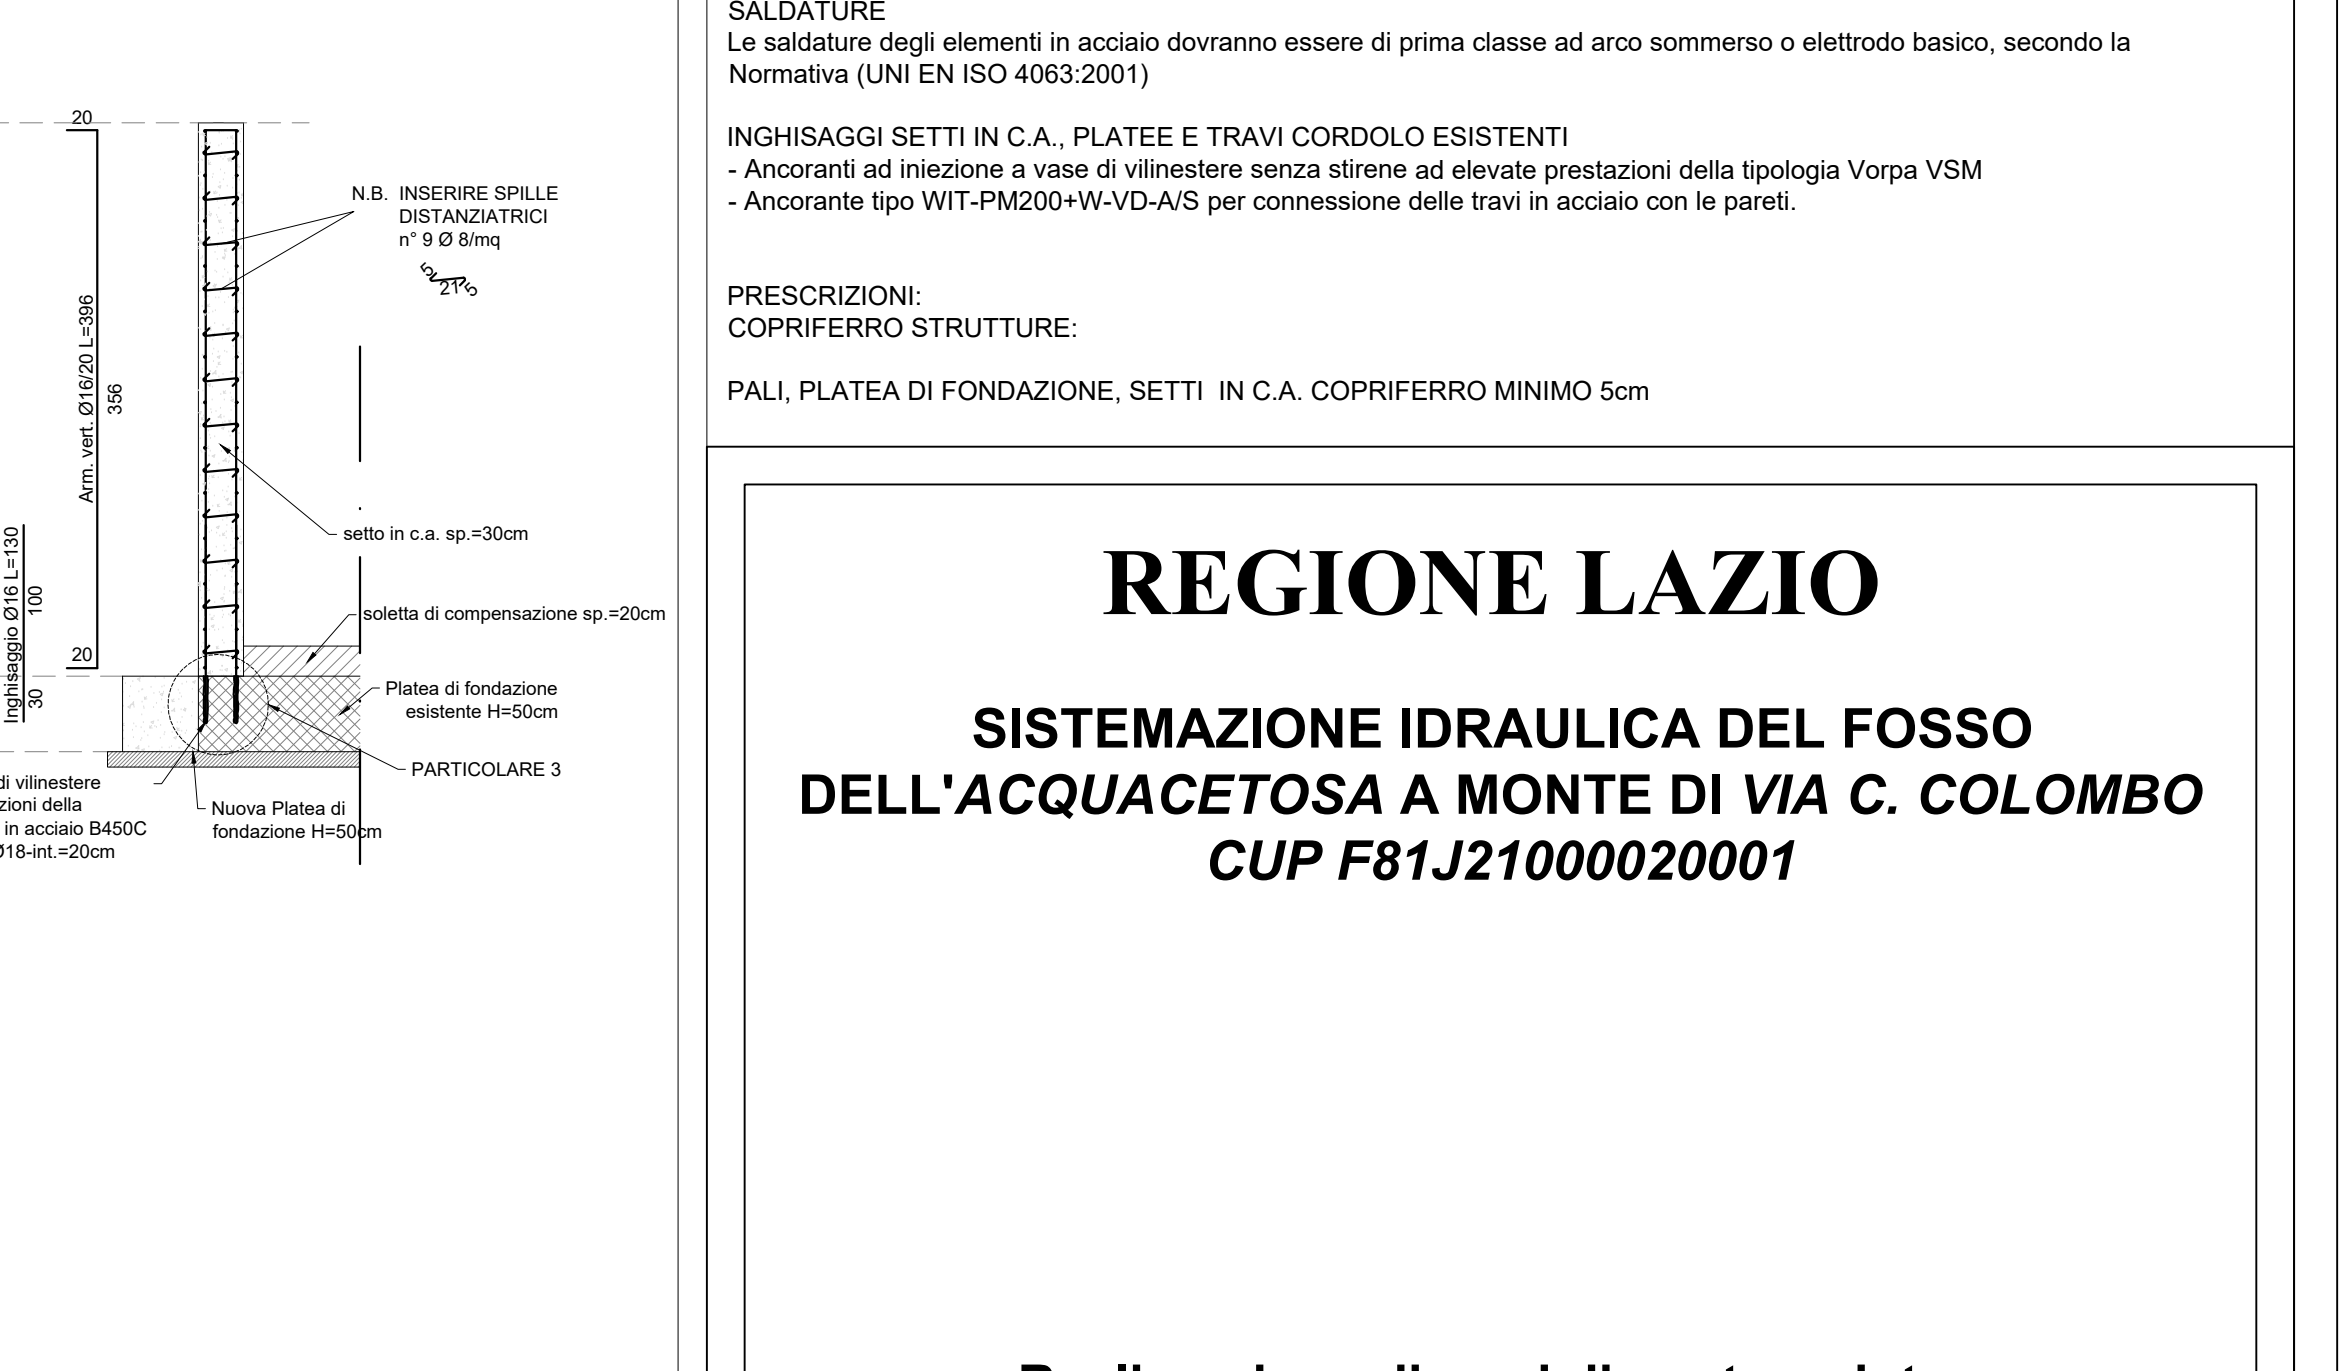 20
N.B. INSERIRE SPILLE
DISTANZIATRICI
n° 9 Ø 8/mq
5
21
5
Arm. vert. Ø16/20 L=396
356
setto in c.a. sp.=30cm
Inghisaggio Ø16 L=130
100
30
soletta di compensazione sp.=20cm
20
Platea di fondazione
esistente H=50cm
PARTICOLARE 3
di vilinestere
zioni della
in acciaio B450C
Ø18-int.=20cm
Nuova Platea di
fondazione H=50cm
SALDATURE
Le saldature degli elementi in acciaio dovranno essere di prima classe ad arco sommerso o elettrodo basico, secondo la
Normativa (UNI EN ISO 4063:2001)
INGHISAGGI SETTI IN C.A., PLATEE E TRAVI CORDOLO ESISTENTI
- Ancoranti ad iniezione a vase di vilinestere senza stirene ad elevate prestazioni della tipologia Vorpa VSM
- Ancorante tipo WIT-PM200+W-VD-A/S per connessione delle travi in acciaio con le pareti.
PRESCRIZIONI:
COPRIFERRO STRUTTURE:
PALI, PLATEA DI FONDAZIONE, SETTI IN C.A. COPRIFERRO MINIMO 5cm
REGIONE LAZIO
SISTEMAZIONE IDRAULICA DEL FOSSO
DELL'ACQUACETOSA A MONTE DI VIA C. COLOMBO
CUP F81J21000020001